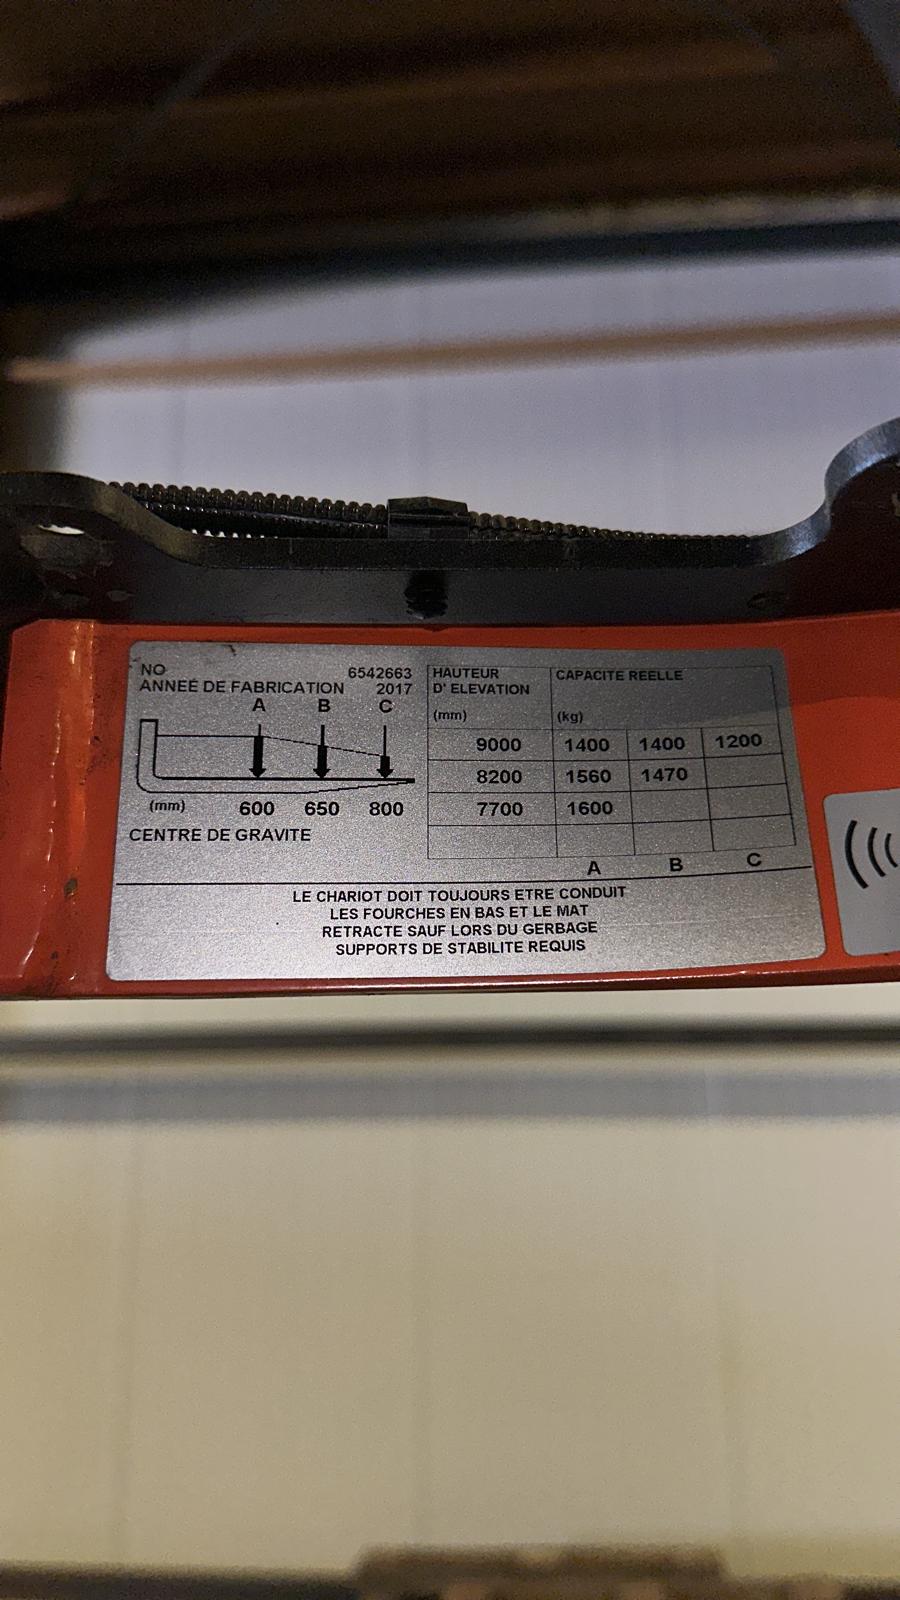 NO 6542663
ANNEÉ DE FABRICATION 2017
A B C
(mm) 600 650 800
CENTRE DE GRAVITE
HAUTEUR D' ELEVATION (mm) CAPACITE REELLE (kg)
9000 1400 1400 1200
8200 1560 1470
7700 1600
A B C
LE CHARIOT DOIT TOUJOURS ETRE CONDUIT
LES FOURCHES EN BAS ET LE MAT
RETRACTE SAUF LORS DU GERBAGE
SUPPORTS DE STABILITE REQUIS